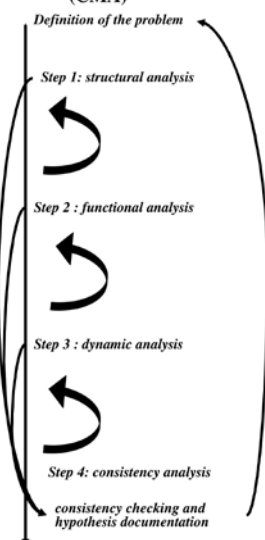 (CMA)
Definition of the problem
Step 1: structural analysis
Step 2 : functional analysis
Step 3 : dynamic analysis
Step 4: consistency analysis
consistency checking and
hypothesis documentation